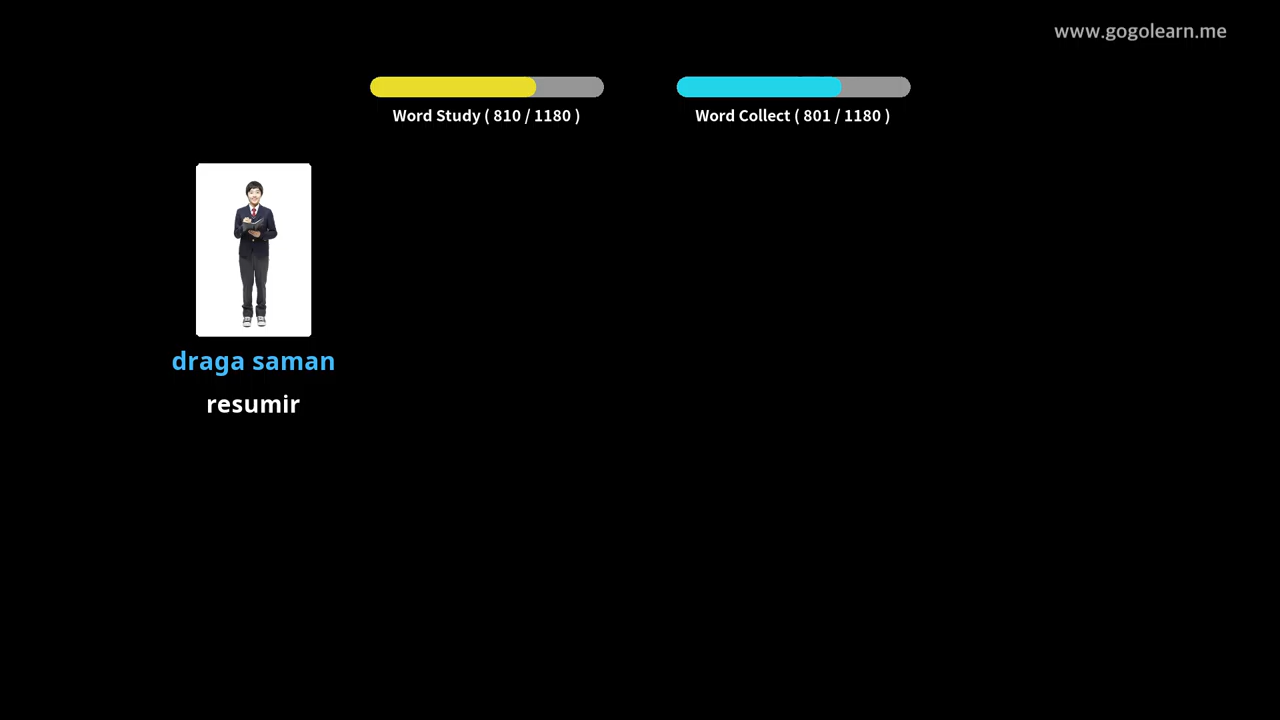 www.gogolearn.me
Word Study ( 810 / 1180 )
Word Collect ( 801 / 1180 )
draga saman
resumir